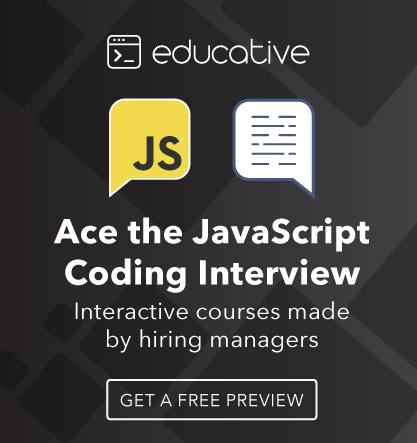 educative
JS
Ace the JavaScript
Coding Interview
Interactive courses made
by hiring managers
GET A FREE PREVIEW